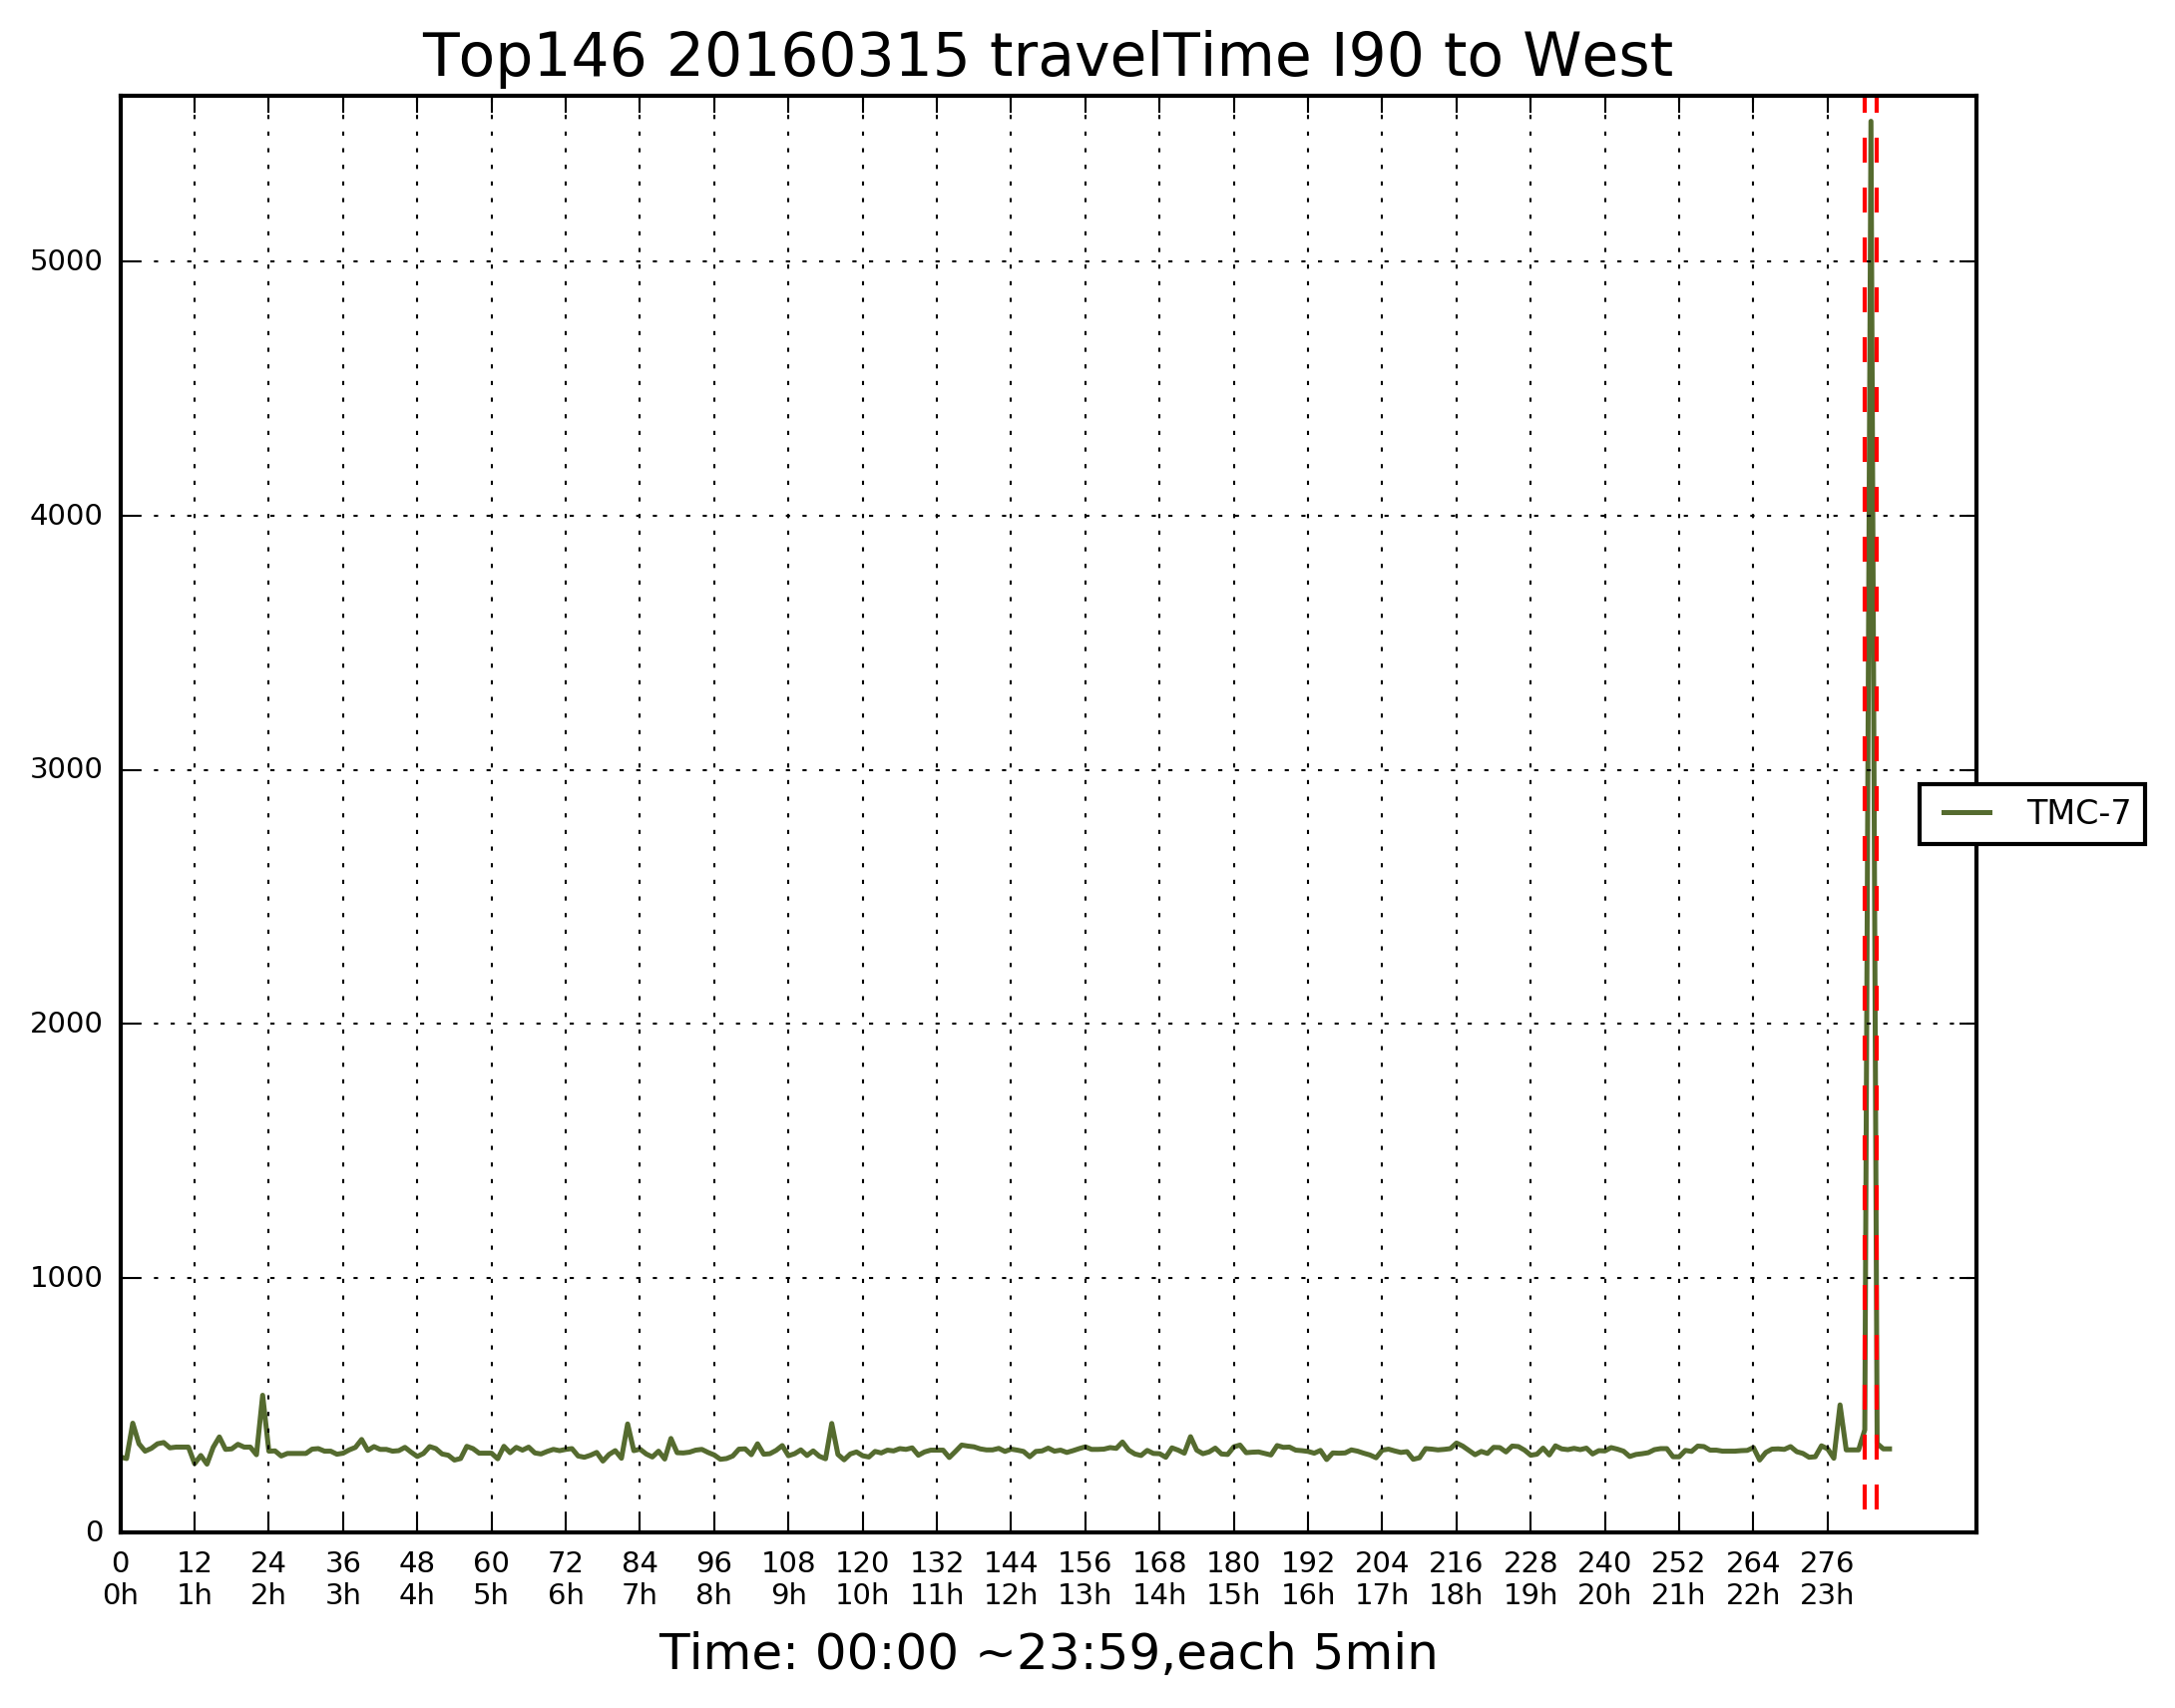 Top146 20160315 travelTime I90 to West
5000
4000
3000
TMC-7
2000
1000
0
0 12 24 36 48 60 72 84 96 108 120 132 144 156 168 180 192 204 216 228 240 252 264 276
0h 1h 2h 3h 4h 5h 6h 7h 8h 9h 10h 11h 12h 13h 14h 15h 16h 17h 18h 19h 20h 21h 22h 23h
Time: 00:00 ~23:59,each 5min